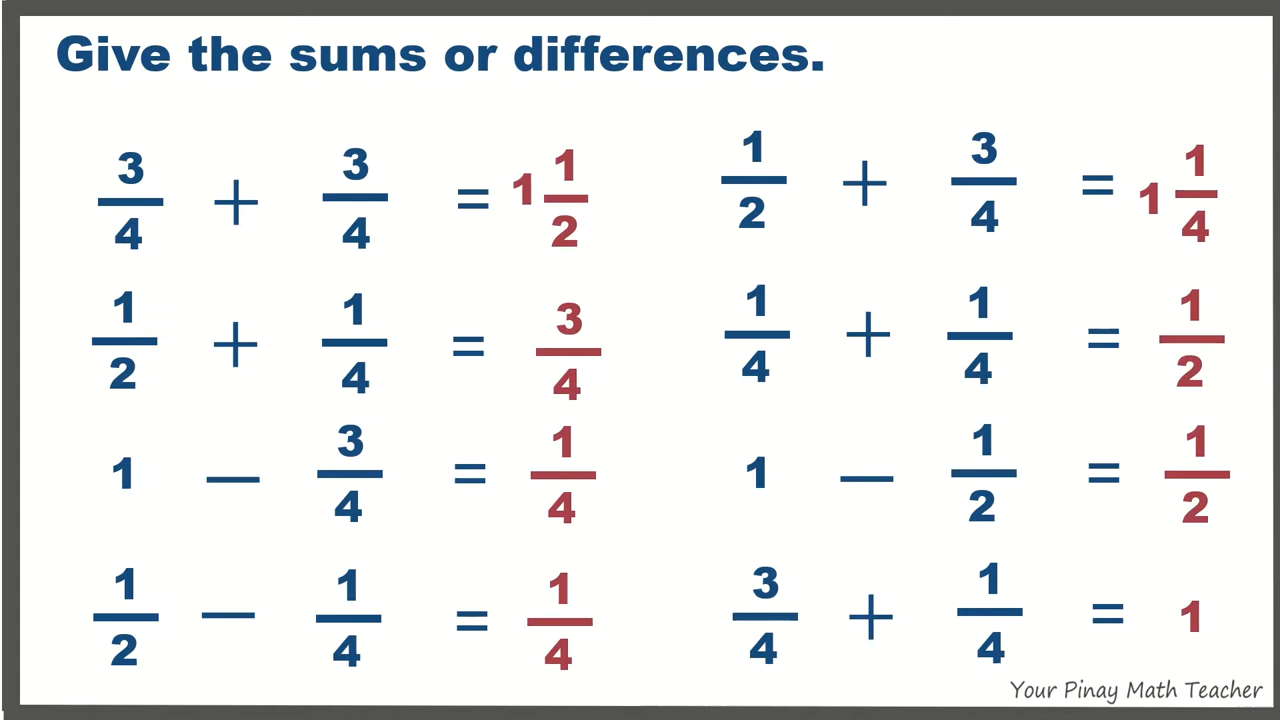 Give the sums or differences.
3/4 + 3/4 = 1 1/2
1/2 + 3/4 = 1 1/4
1/2 + 1/4 = 3/4
1/4 + 1/4 = 1/2
1 − 3/4 = 1/4
1 − 1/2 = 1/2
1/2 − 1/4 = 1/4
3/4 + 1/4 = 1
Your Pinay Math Teacher